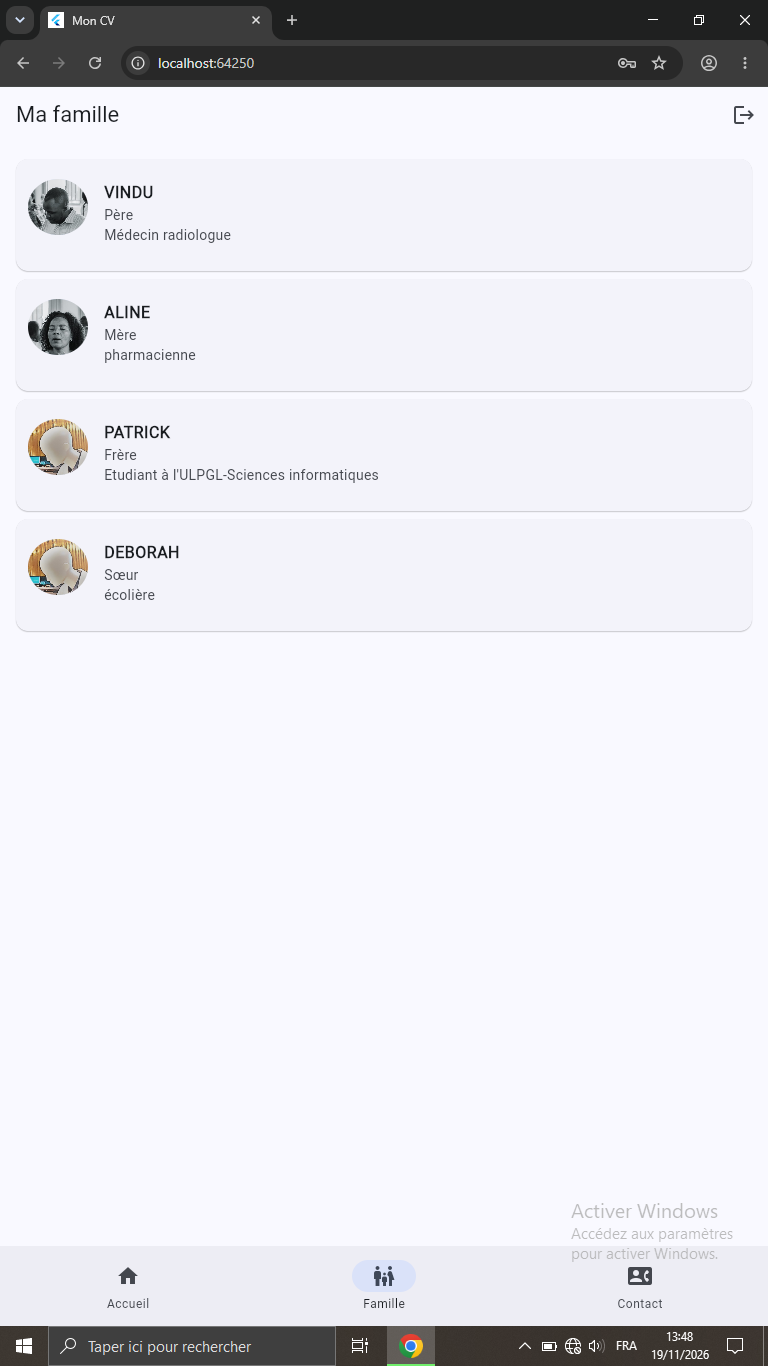 Mon CV
localhost:64250
Ma famille
VINDU
Père
Médecin radiologue
ALINE
Mère
pharmacienne
PATRICK
Frère
Etudiant à l'ULPGL-Sciences informatiques
DEBORAH
Sœur
écolière
Activer Windows
Accédez aux paramètres
pour activer Windows.
Accueil
Famille
Contact
Taper ici pour rechercher
FRA
13:48
19/11/2026